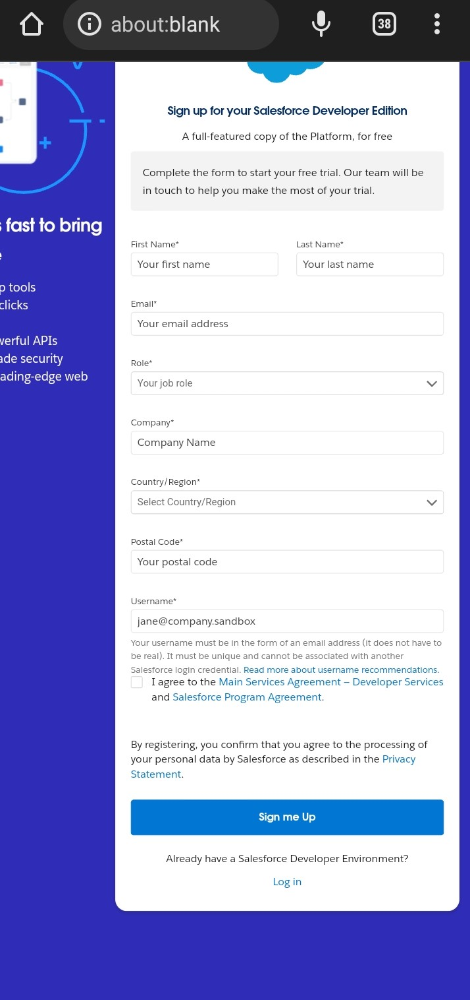 about:blank
38
Sign up for your Salesforce Developer Edition
A full-featured copy of the Platform, for free
Complete the form to start your free trial. Our team will be
in touch to help you make the most of your trial.
fast to bring
p tools
clicks
werful APIs
ade security
ading-edge web
First Name*
Last Name*
Your first name
Your last name
Email*
Your email address
Role*
Your job role
Company*
Company Name
Country/Region*
Select Country/Region
Postal Code*
Your postal code
Username*
jane@company.sandbox
Your username must be in the form of an email address (it does not have to
be real). It must be unique and cannot be associated with another
Salesforce login credential. Read more about username recommendations.
I agree to the Main Services Agreement – Developer Services
and Salesforce Program Agreement.
By registering, you confirm that you agree to the processing of
your personal data by Salesforce as described in the Privacy
Statement.
Sign me Up
Already have a Salesforce Developer Environment?
Log in